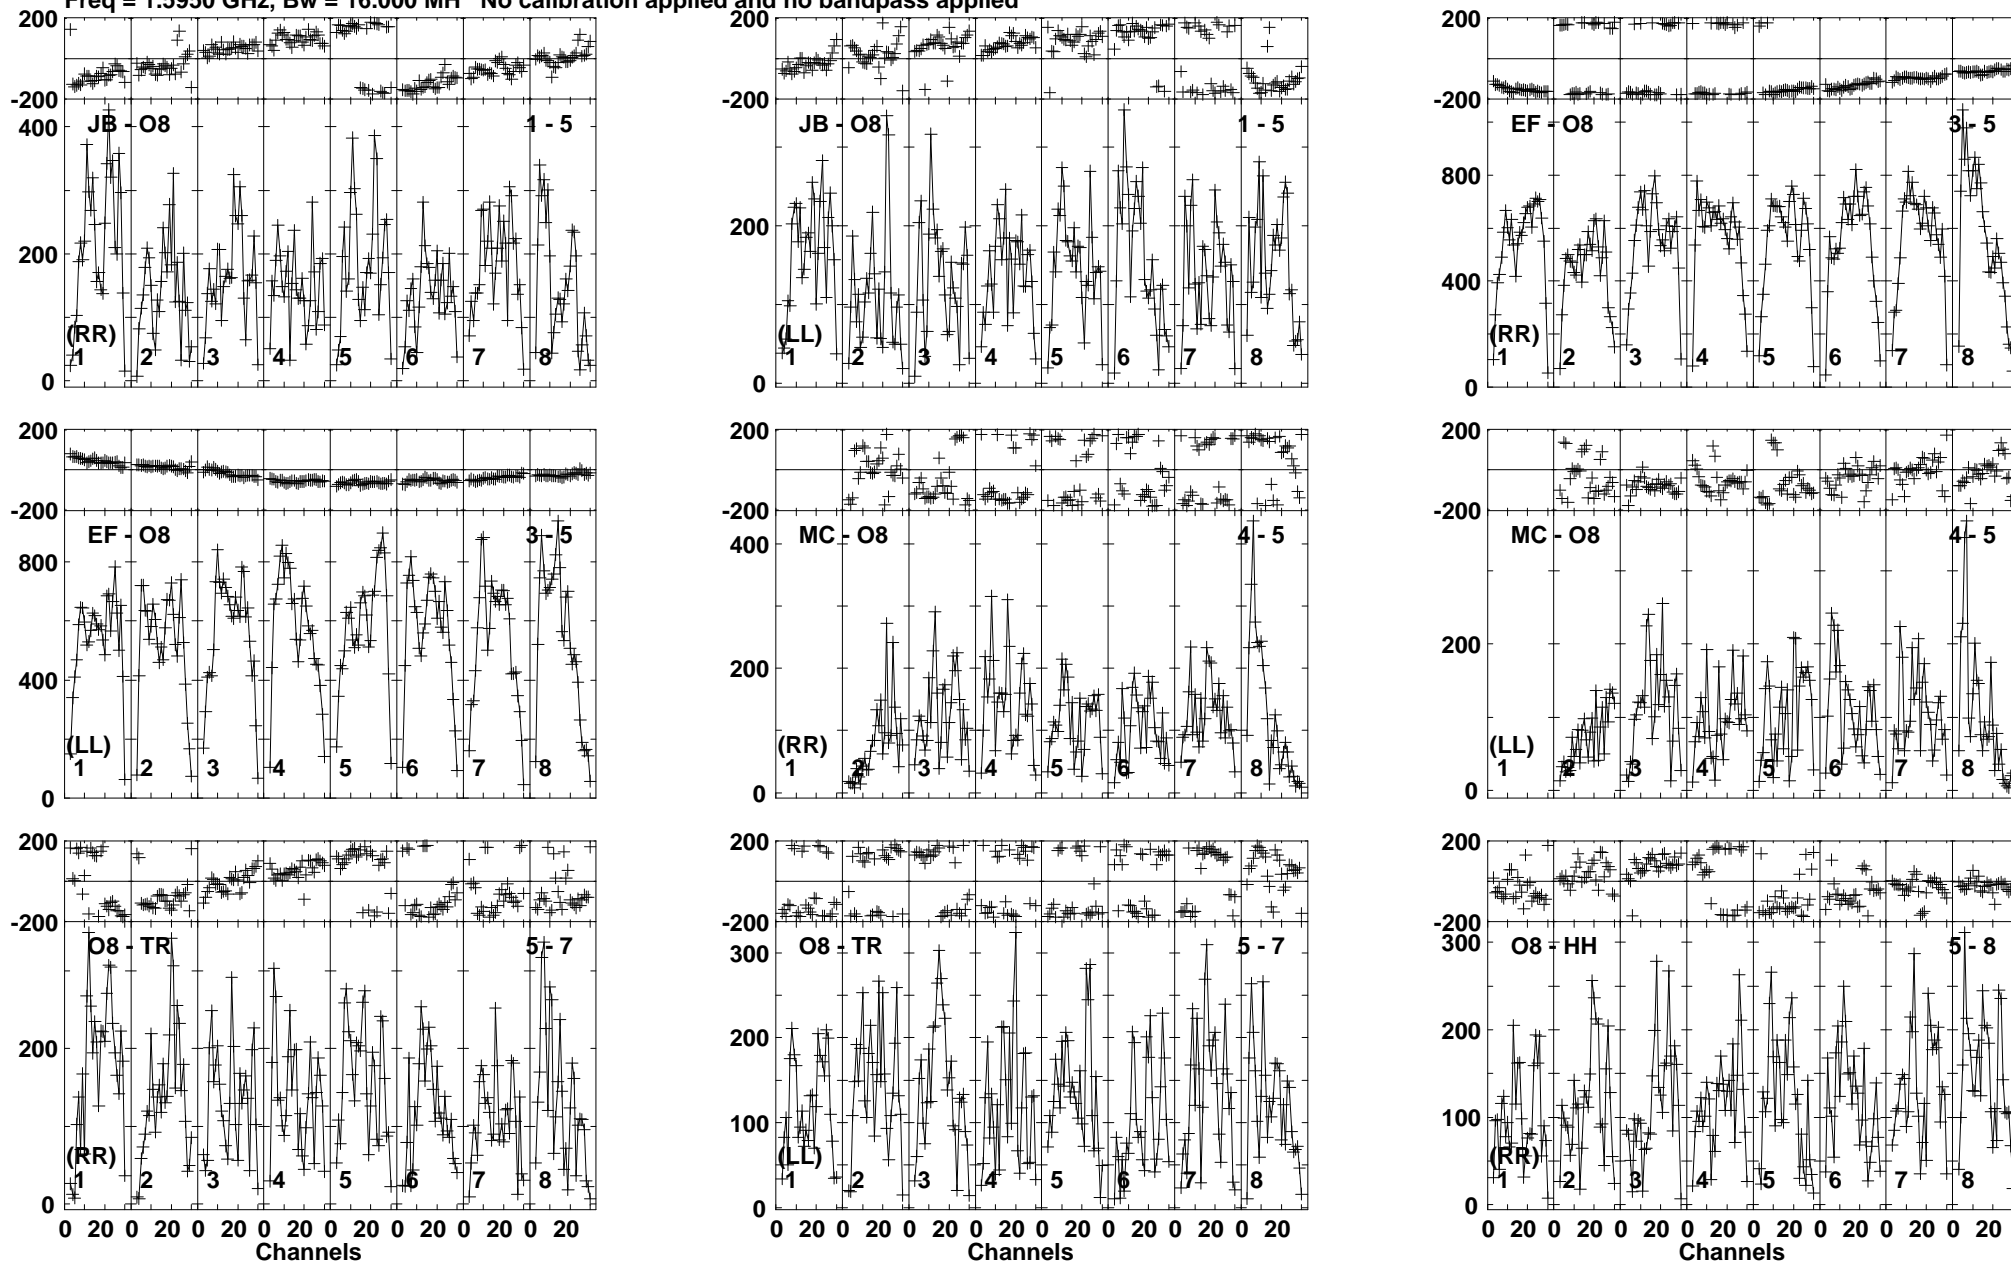 Freq = 1.5950 GHz, Bw = 16.000 MH No calibration applied and no bandpass applied
200 200 200
-200 -200 -200
400 JB - O8 1 - 5 JB - O8 1 - 5 EF - O8 3 - 5
800
200 200
400
(RR) (LL) (RR)
1 2 3 4 5 6 7 8 1 2 3 4 5 6 7 8 1 2 3 4 5 6 7 8
0 0 0
200 200 200
-200 -200 -200
EF - O8 3 - 5 MC - O8 4 - 5 MC - O8 4 - 5
800 400
400 200 200
(LL) (RR) (LL)
1 2 3 4 5 6 7 8 1 2 3 4 5 6 7 8 1 2 3 4 5 6 7 8
0 0 0
200 200 200
-200 -200 -200
O8 - TR 5 - 7 O8 - TR 5 - 7 O8 - HH 5 - 8
300 300
200 200 200
100 100
(RR) (LL) (RR)
1 2 3 4 5 6 7 8 1 2 3 4 5 6 7 8 1 2 3 4 5 6 7 8
0 0 0
0 20 0 20 0 20 0 20 0 20 0 20 0 20 0 20 0 20 0 20 0 20 0 20 0 20 0 20 0 20 0 20 0 20 0 20 0 20 0 20 0 20 0 20 0 20 0 20
Channels Channels Channels